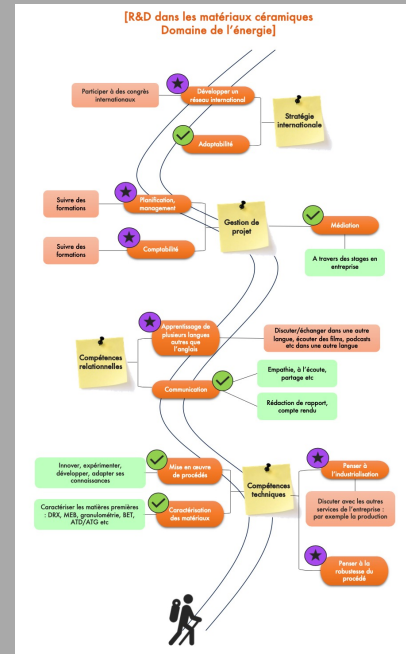 [R&D dans les matériaux céramiques
Domaine de l'énergie]
Participer à des congrès
internationaux
Développer un
réseau international
Stratégie
internationale
Adaptabilité
Suivre des
formations
Planification,
management
Gestion de
projet
Médiation
Suivre des
formations
Comptabilité
A travers des stages en
entreprise
Apprentissage de
plusieurs langues
autres que
l'anglais
Discuter/échanger dans une autre
langue, écouter des films, podcasts
etc dans une autre langue
Compétences
relationnelles
Communication
Empathie, à l'écoute,
partage etc
Rédaction de rapport,
compte rendu
Innover, expérimenter,
développer, adapter ses
connaissances
Mise en œuvre
de procédés
Compétences
techniques
Penser à
l'industrialisation
Caractériser les matières premières
: DRX, MEB, granulométrie, BET,
ATD/ATG etc
Caractérisation
des matériaux
Discuter avec les autres
services de l'entreprise :
par exemple la production
Penser à la
robustesse du
procédé